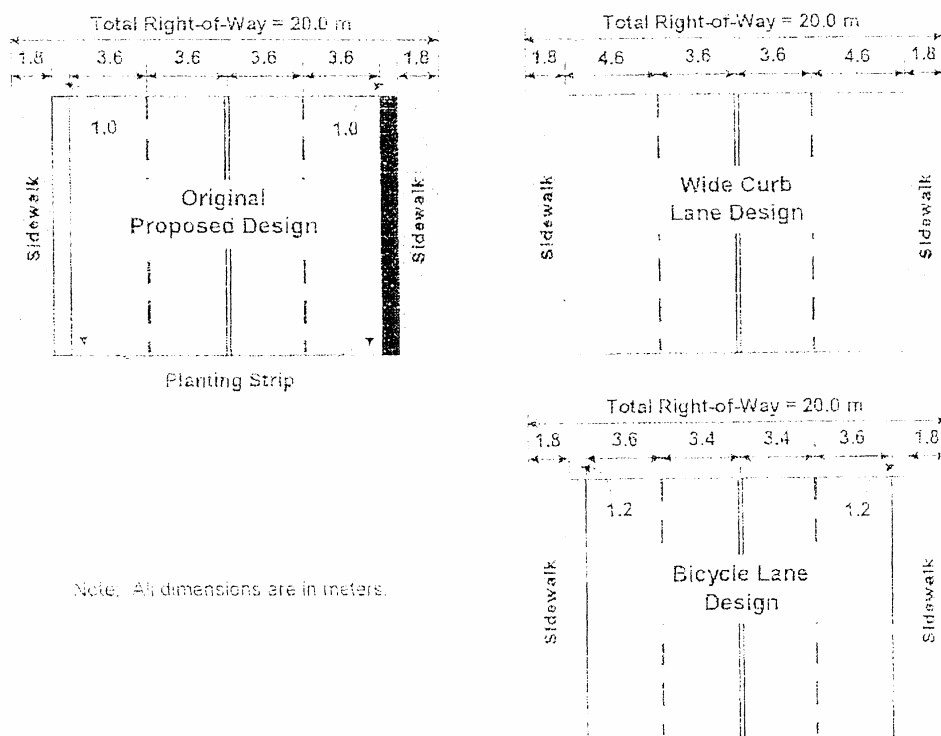 Total Right-of-Way = 20.0 m
1.8 3.6 3.6 3.6 3.6 1.8
1.0 1.0
Sidewalk
Original
Proposed Design
Sidewalk
Planting Strip
Total Right-of-Way = 20.0 m
1.8 4.6 3.6 3.6 4.6 1.8
Sidewalk
Wide Curb
Lane Design
Sidewalk
Total Right-of-Way = 20.0 m
1.8 3.6 3.4 3.4 3.6 1.8
1.2 1.2
Sidewalk
Bicycle Lane
Design
Sidewalk
Note: All dimensions are in meters.